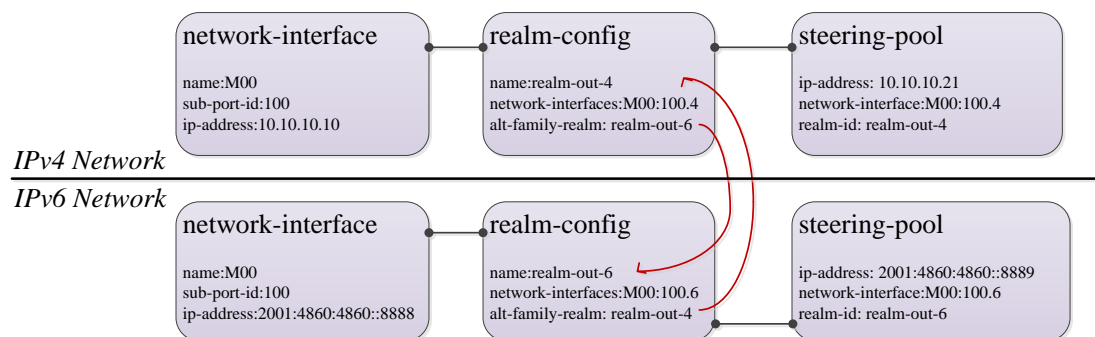 network-interface
name:M00
sub-port-id:100
ip-address:10.10.10.10
realm-config
name:realm-out-4
network-interfaces:M00:100.4
alt-family-realm: realm-out-6
steering-pool
ip-address: 10.10.10.21
network-interface:M00:100.4
realm-id: realm-out-4
IPv4 Network
IPv6 Network
network-interface
name:M00
sub-port-id:100
ip-address:2001:4860:4860::8888
realm-config
name:realm-out-6
network-interfaces:M00:100.6
alt-family-realm: realm-out-4
steering-pool
ip-address: 2001:4860:4860::8889
network-interface:M00:100.6
realm-id: realm-out-6